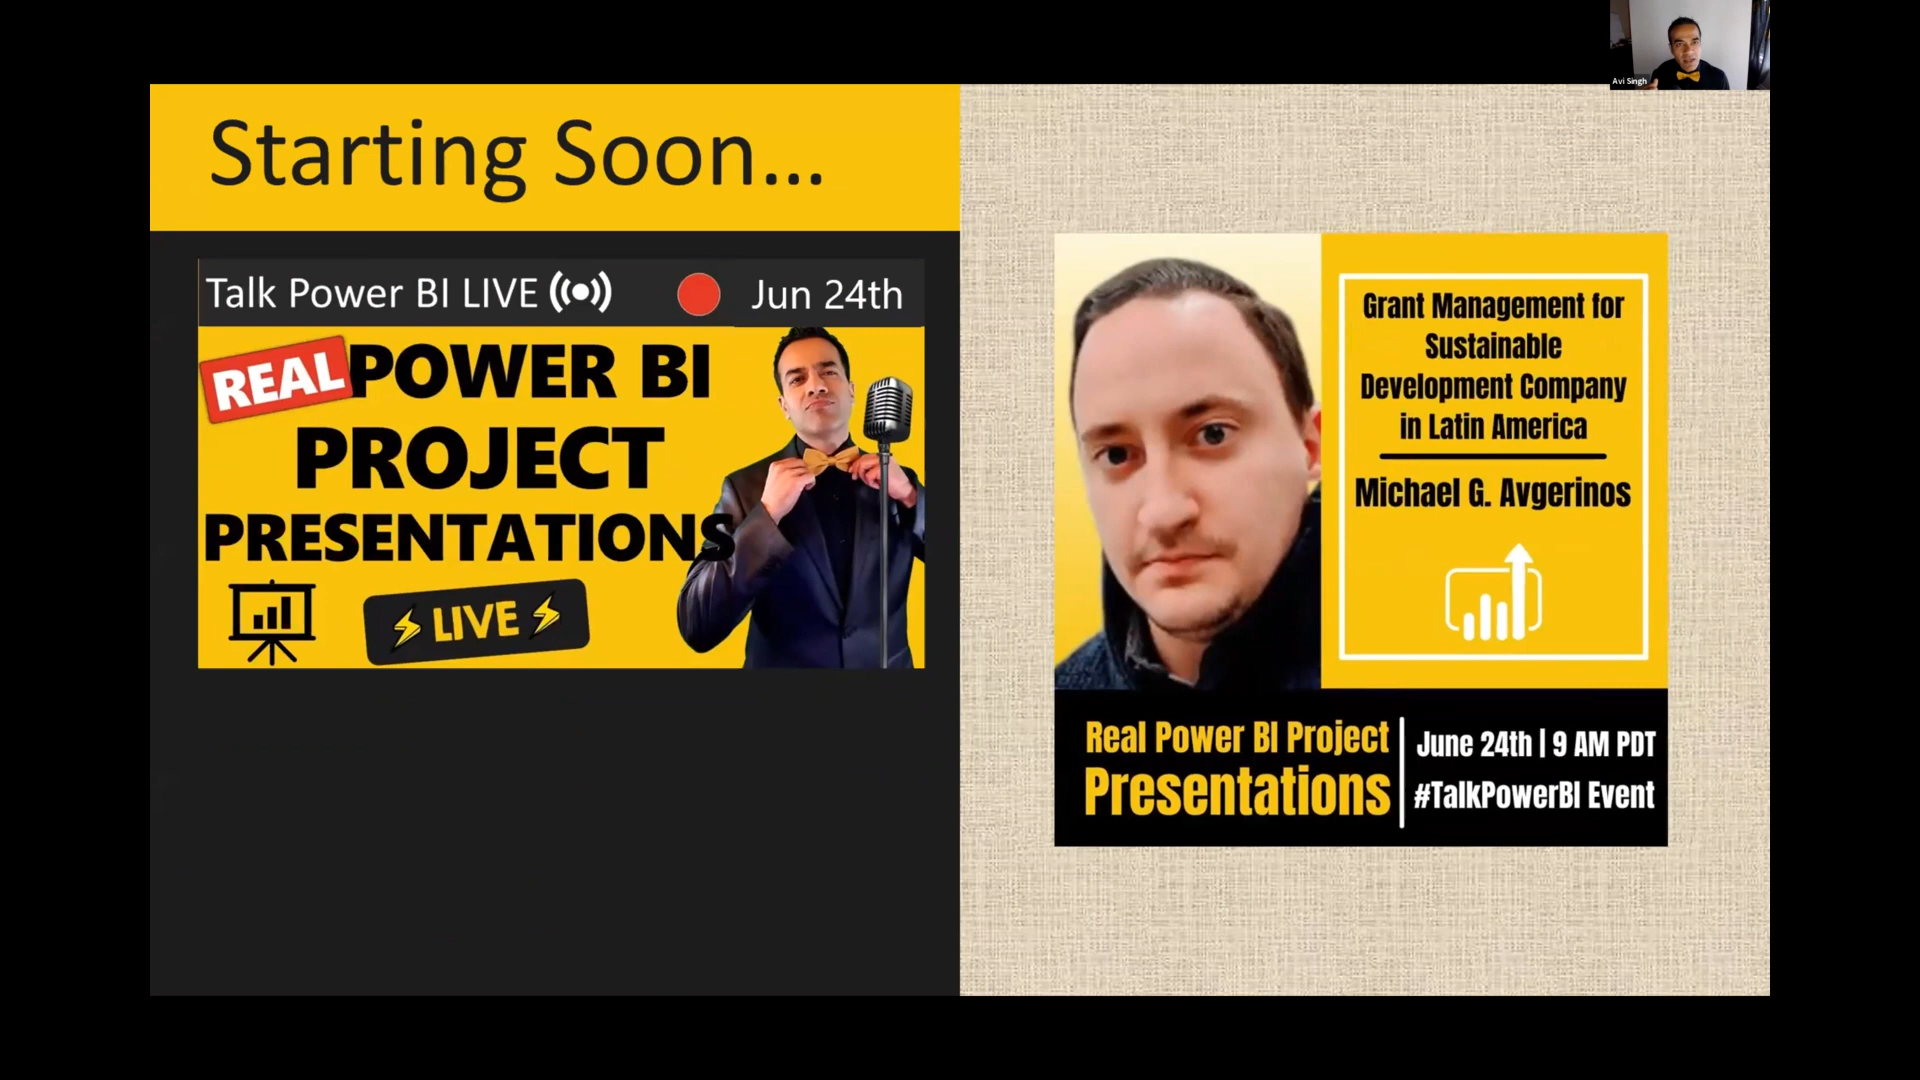 Avi Singh
Starting Soon...
Talk Power BI LIVE
Jun 24th
REAL POWER BI
PROJECT
PRESENTATIONS
LIVE
Grant Management for
Sustainable
Development Company
in Latin America
Michael G. Avgerinos
Real Power BI Project
Presentations
June 24th | 9 AM PDT
#TalkPowerBI Event